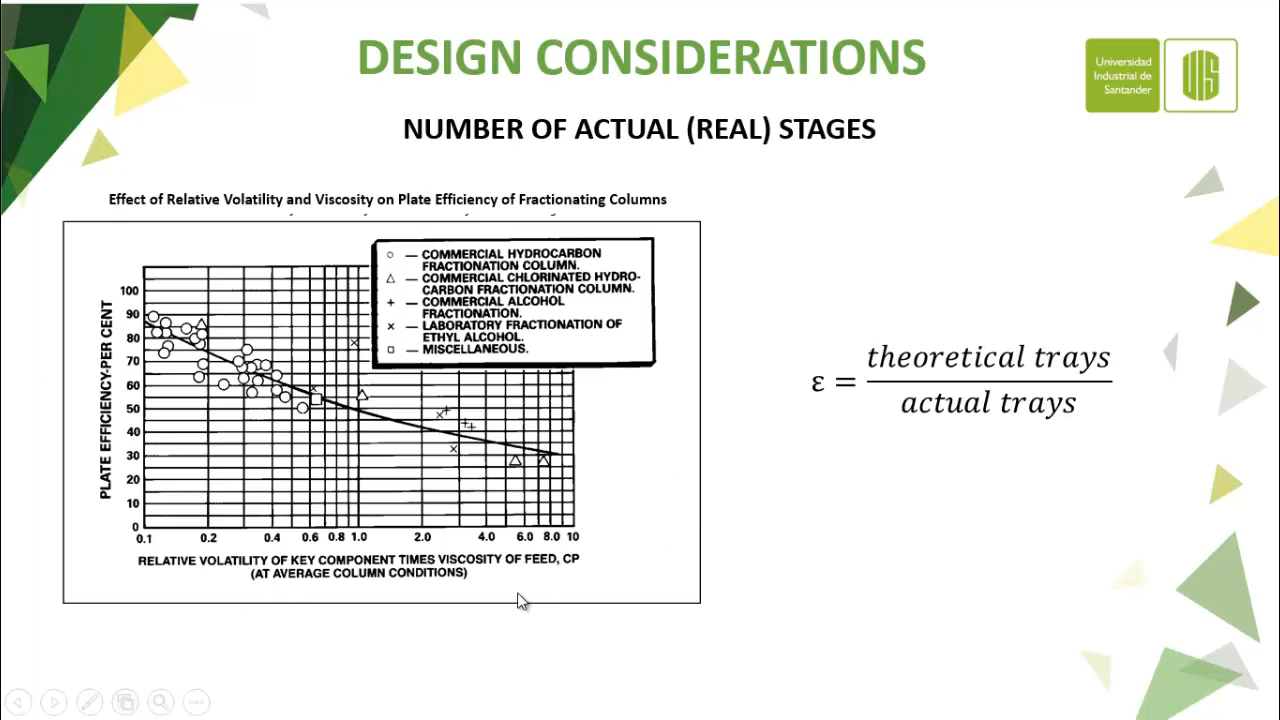 DESIGN CONSIDERATIONS
Universidad
Industrial de
Santander
UIS
NUMBER OF ACTUAL (REAL) STAGES
Effect of Relative Volatility and Viscosity on Plate Efficiency of Fractionating Columns
○ — COMMERCIAL HYDROCARBON
FRACTIONATION COLUMN.
△ — COMMERCIAL CHLORINATED HYDRO-
CARBON FRACTIONATION COLUMN.
+ — COMMERCIAL ALCOHOL
FRACTIONATION.
× — LABORATORY FRACTIONATION OF
ETHYL ALCOHOL.
□ — MISCELLANEOUS.
PLATE EFFICIENCY-PER CENT
100
90
80
70
60
50
40
30
20
10
0
0.1 0.2 0.4 0.6 0.8 1.0 2.0 4.0 6.0 8.0 10
RELATIVE VOLATILITY OF KEY COMPONENT TIMES VISCOSITY OF FEED, CP
(AT AVERAGE COLUMN CONDITIONS)
theoretical trays
ε =
actual trays